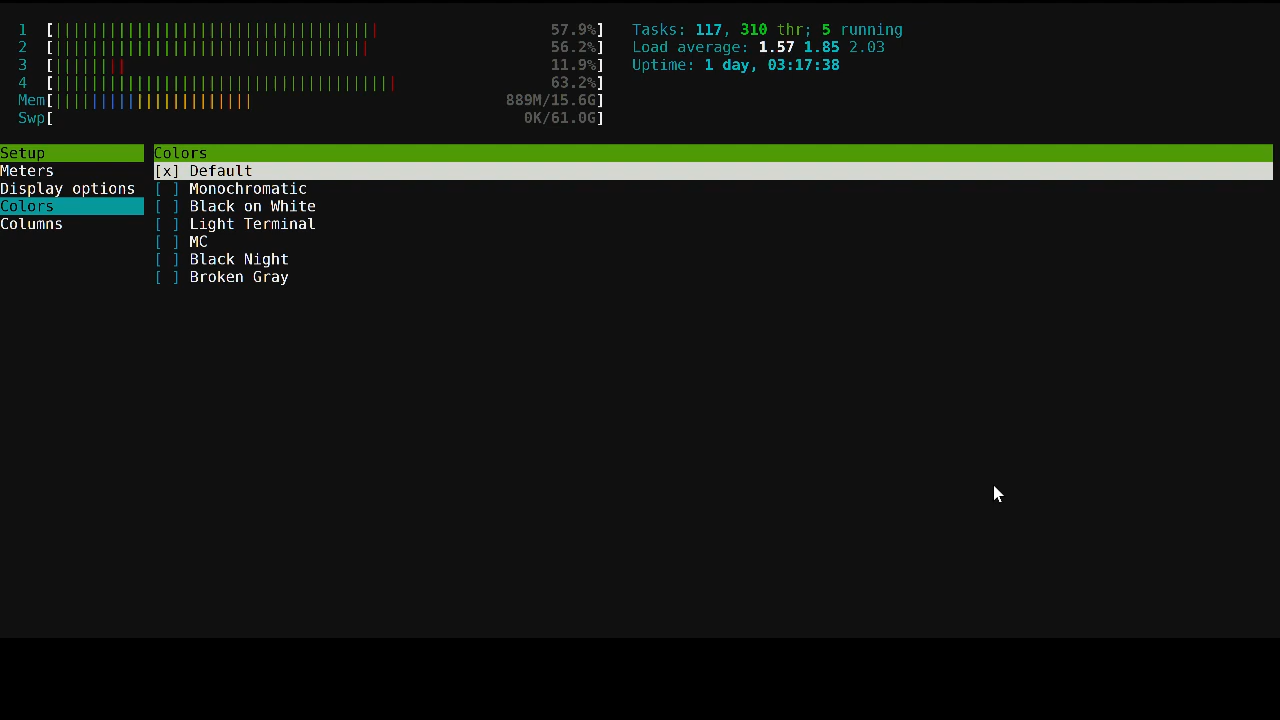 1 [||||||||||||||||||||||||||||||||||||57.9%] Tasks: 117, 310 thr; 5 running
2 [|||||||||||||||||||||||||||||||||||56.2%] Load average: 1.57 1.85 2.03
3 [||||||||11.9%] Uptime: 1 day, 03:17:38
4 [||||||||||||||||||||||||||||||||||||||63.2%]
Mem[||||||||||||||||||||||889M/15.6G]
Swp[0K/61.0G]
Setup Colors
Meters [x] Default
Display options [ ] Monochromatic
Colors [ ] Black on White
Columns [ ] Light Terminal
[ ] MC
[ ] Black Night
[ ] Broken Gray